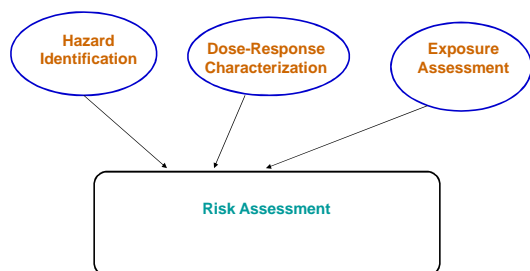 Hazard
Identification
Dose-Response
Characterization
Exposure
Assessment
Risk Assessment